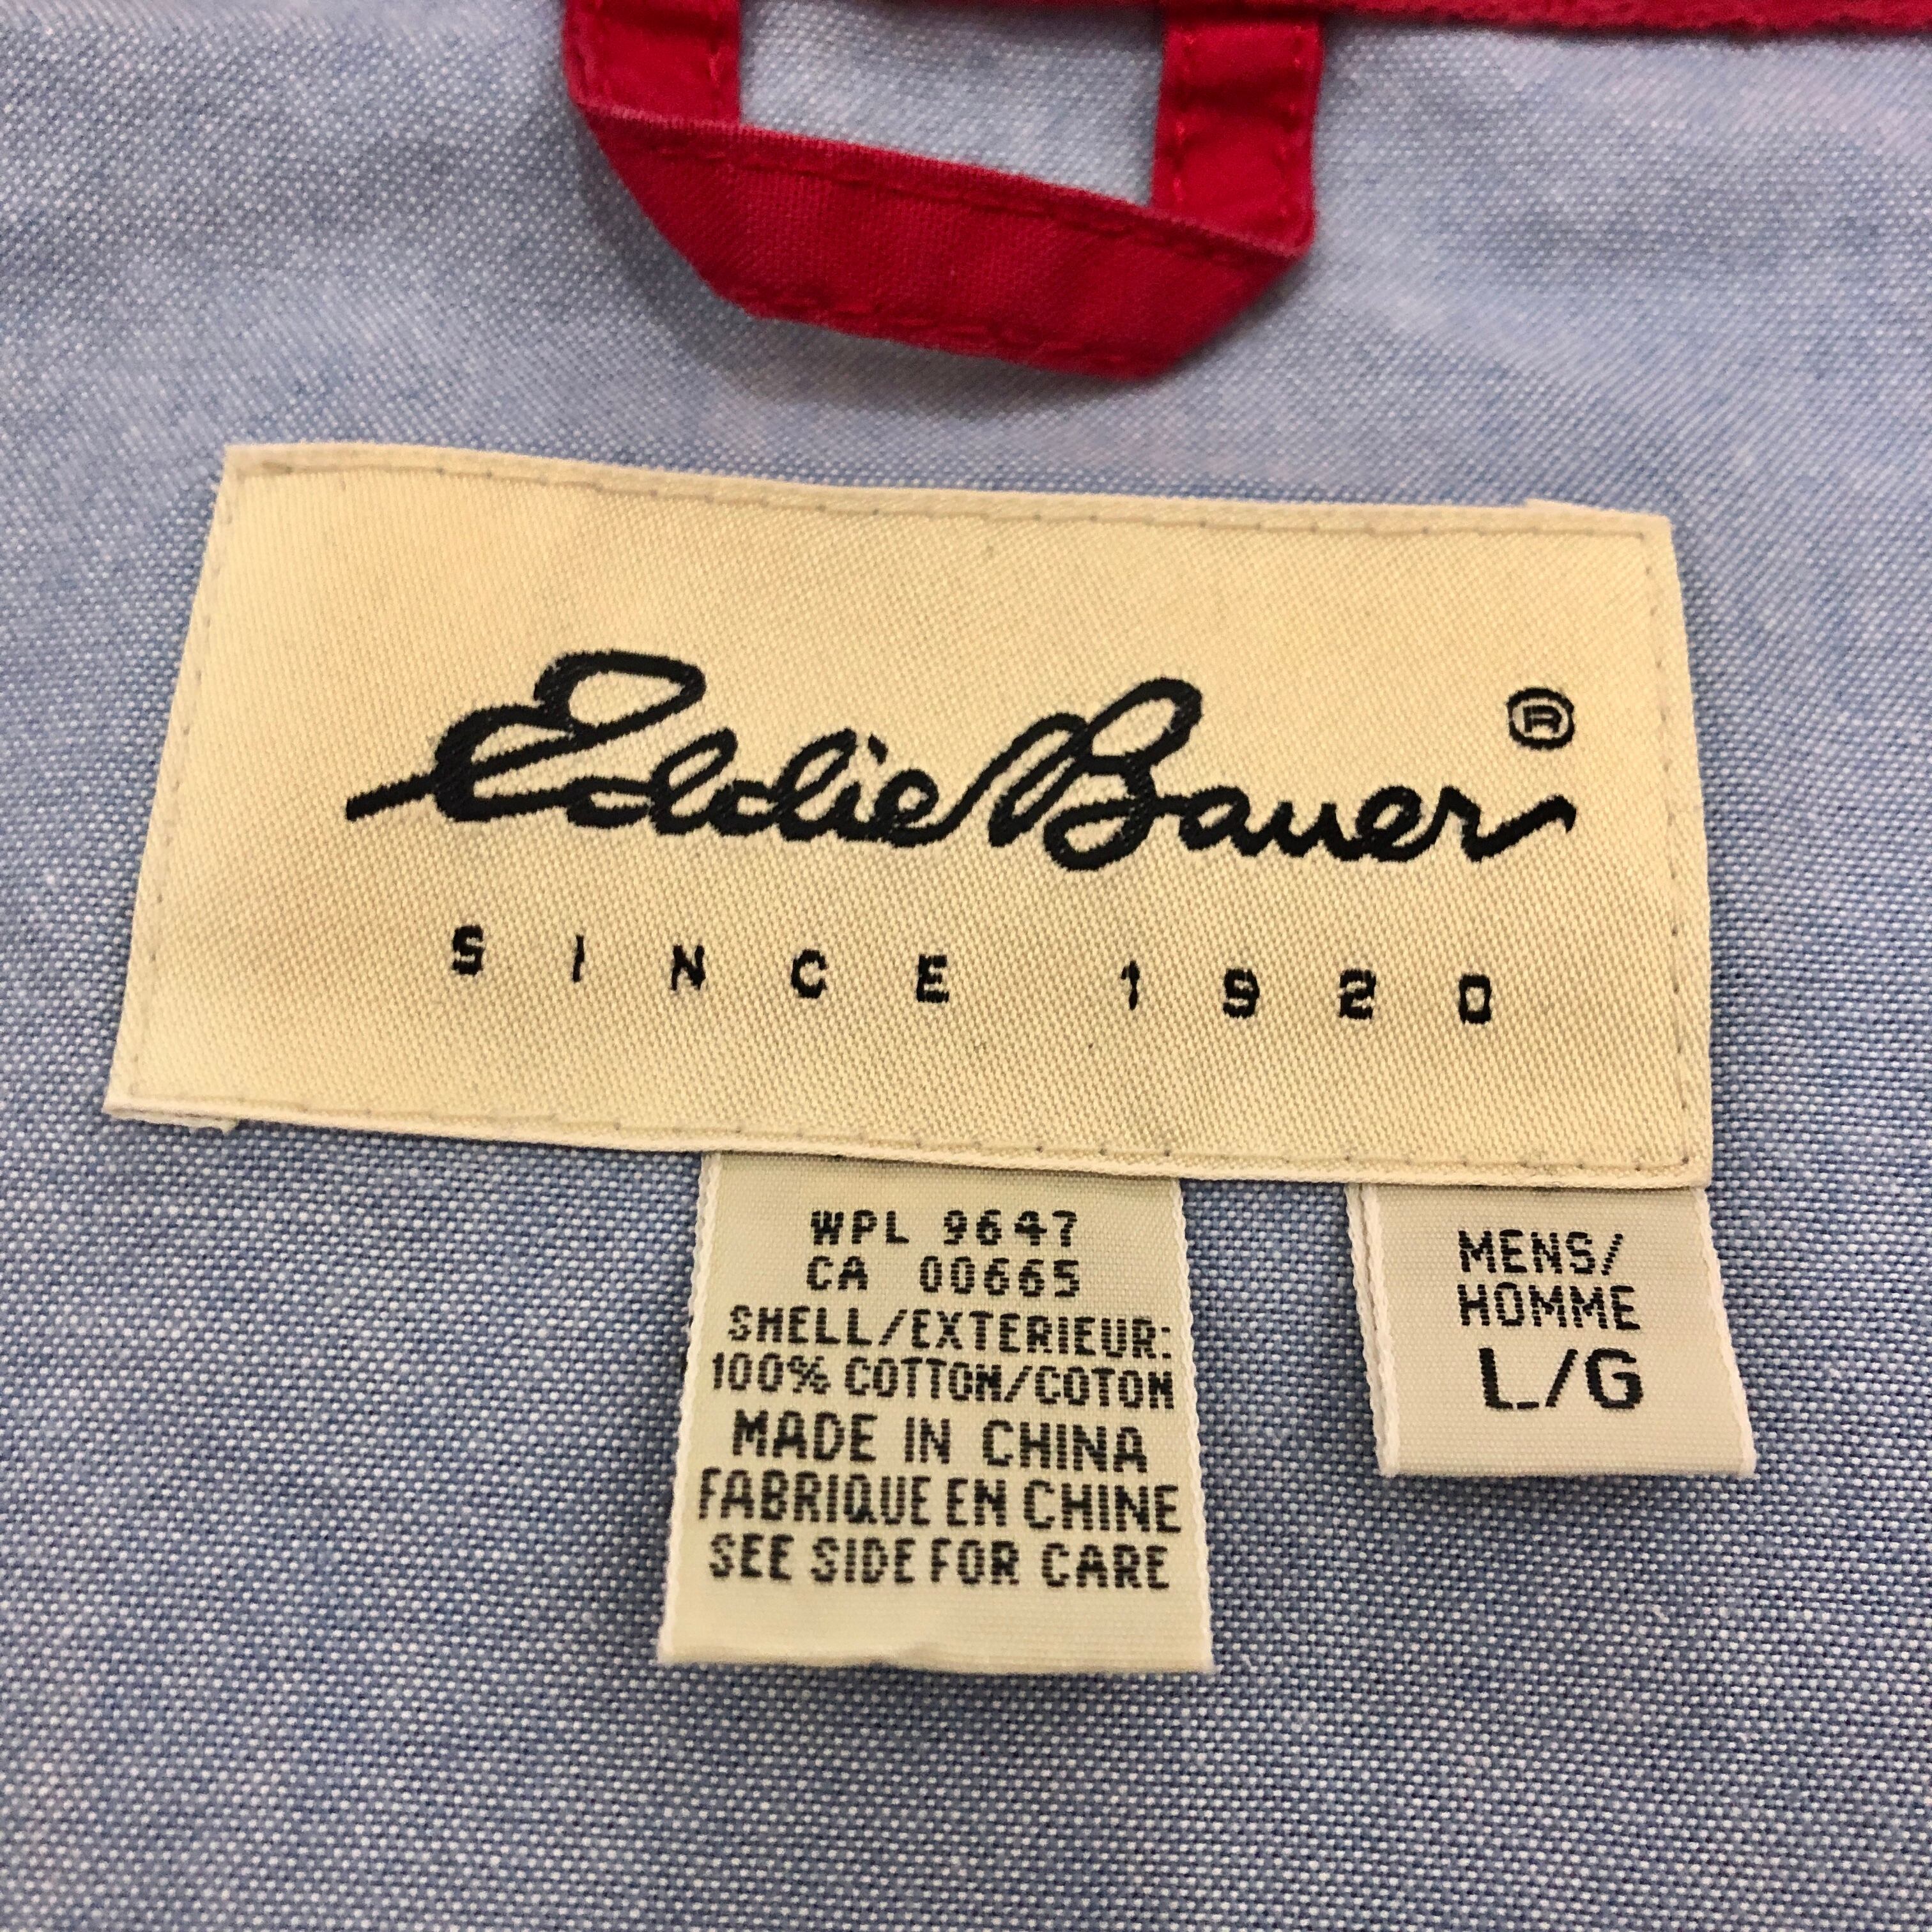 Eddie Bauer ®
SINCE 1920
WPL 9647
CA 00665
SHELL/EXTERIEUR:
100% COTTON/COTON
MADE IN CHINA
FABRIQUE EN CHINE
SEE SIDE FOR CARE
MENS/
HOMME
L/G